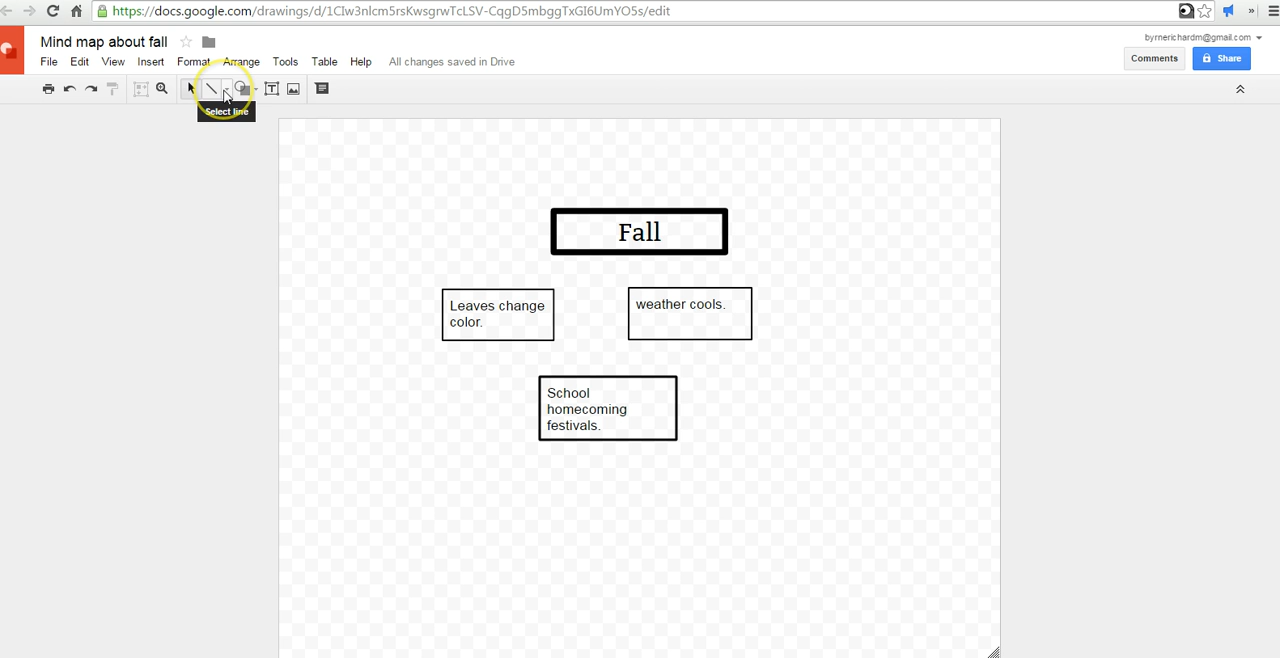 https://docs.google.com/drawings/d/1CIw3nlcm5rsKwsgrwTcLSV-CqgD5mbggTxGI6UmYO5s/edit
»
Mind map about fall
byrnerichardm@gmail.com
File Edit View Insert Format Arrange Tools Table Help All changes saved in Drive
Comments Share
Select line
Fall
Leaves change
color.
weather cools.
School
homecoming
festivals.